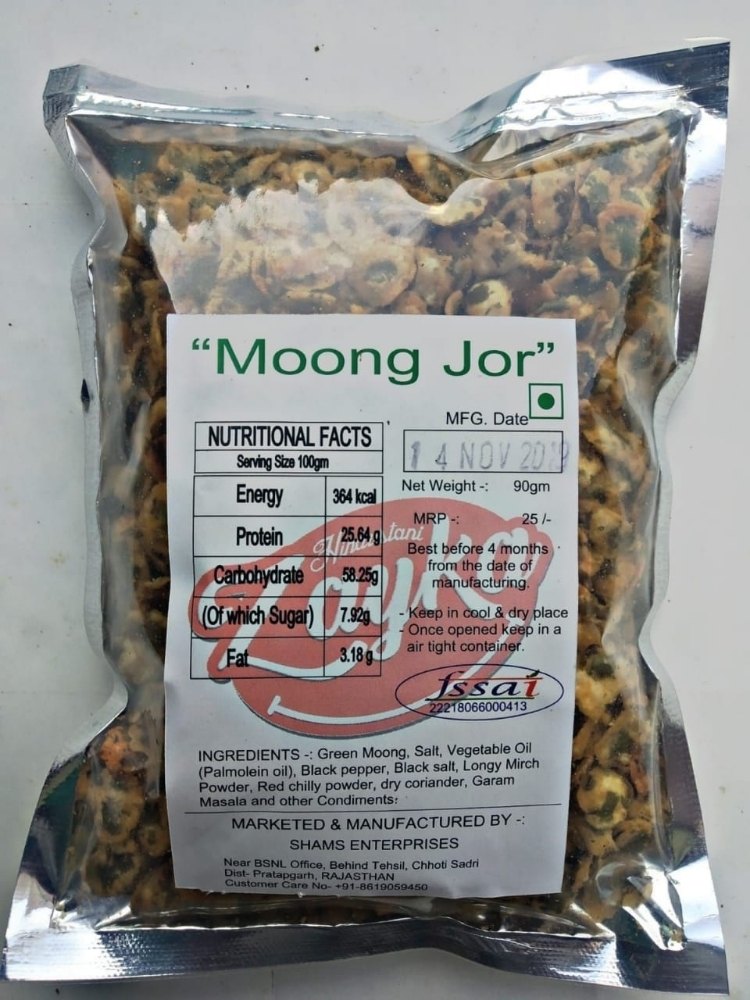 “Moong Jor”
MFG. Date
14 NOV 2019
NUTRITIONAL FACTS
Serving Size 100gm
Energy 364 kcal
Protein 25.64 g
Carbohydrate 58.25g
(Of which Sugar) 7.92g
Fat 3.18 g
Net Weight -: 90gm
MRP -: 25 /-
Best before 4 months
from the date of
manufacturing.
- Keep in cool & dry place
- Once opened keep in a
air tight container.
Hindustani
Zayka
fssai
22218066000413
INGREDIENTS -: Green Moong, Salt, Vegetable Oil
(Palmolein oil), Black pepper, Black salt, Longy Mirch
Powder, Red chilly powder, dry coriander, Garam
Masala and other Condiments:
MARKETED & MANUFACTURED BY -:
SHAMS ENTERPRISES
Near BSNL Office, Behind Tehsil, Chhoti Sadri
Dist- Pratapgarh, RAJASTHAN
Customer Care No- +91-8619059450